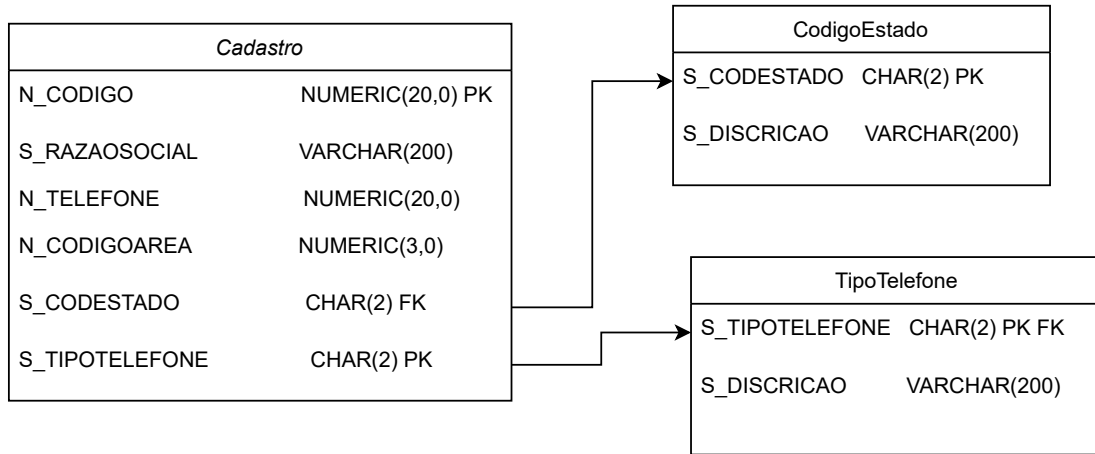 Cadastro
N_CODIGO NUMERIC(20,0) PK
S_RAZAOSOCIAL VARCHAR(200)
N_TELEFONE NUMERIC(20,0)
N_CODIGOAREA NUMERIC(3,0)
S_CODESTADO CHAR(2) FK
S_TIPOTELEFONE CHAR(2) PK
CodigoEstado
S_CODESTADO CHAR(2) PK
S_DISCRICAO VARCHAR(200)
TipoTelefone
S_TIPOTELEFONE CHAR(2) PK FK
S_DISCRICAO VARCHAR(200)